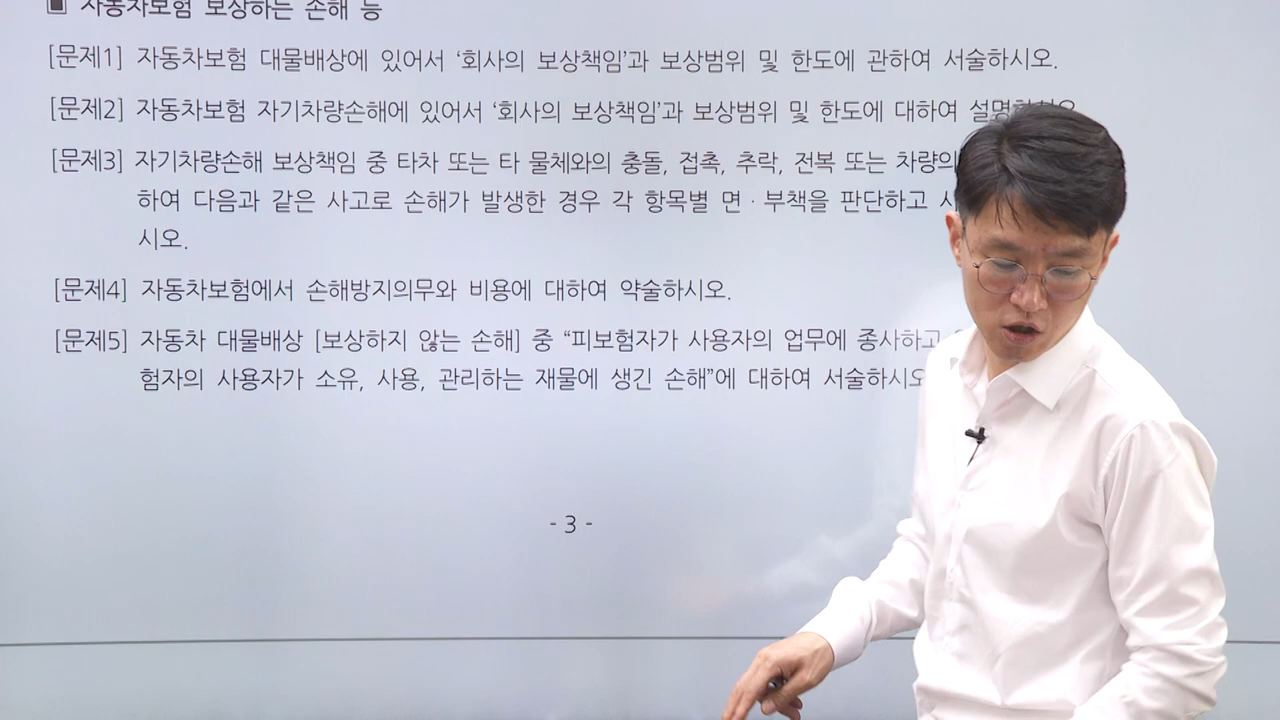 ▣ 자동차보험 보상하는 손해 등
[문제1] 자동차보험 대물배상에 있어서 ‘회사의 보상책임’과 보상범위 및 한도에 관하여 서술하시오.
[문제2] 자동차보험 자기차량손해에 있어서 ‘회사의 보상책임’과 보상범위 및 한도에 대하여
[문제3] 자기차량손해 보상책임 중 타차 또는 타 물체와의 충돌, 접촉, 추락, 전복 또는 차량의
하여 다음과 같은 사고로 손해가 발생한 경우 각 항목별 면 · 부책을 판단하고
시오.
[문제4] 자동차보험에서 손해방지의무와 비용에 대하여 약술하시오.
[문제5] 자동차 대물배상 [보상하지 않는 손해] 중 “피보험자가 사용자의 업무에 종사하고
험자의 사용자가 소유, 사용, 관리하는 재물에 생긴 손해”에 대하여 서술하시오
- 3 -